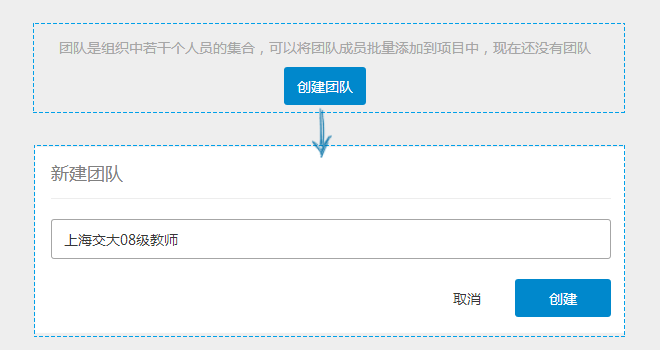 团队是组织中若干个人员的集合，可以将团队成员批量添加到项目中，现在还没有团队
创建团队
新建团队
上海交大08级教师
取消 创建